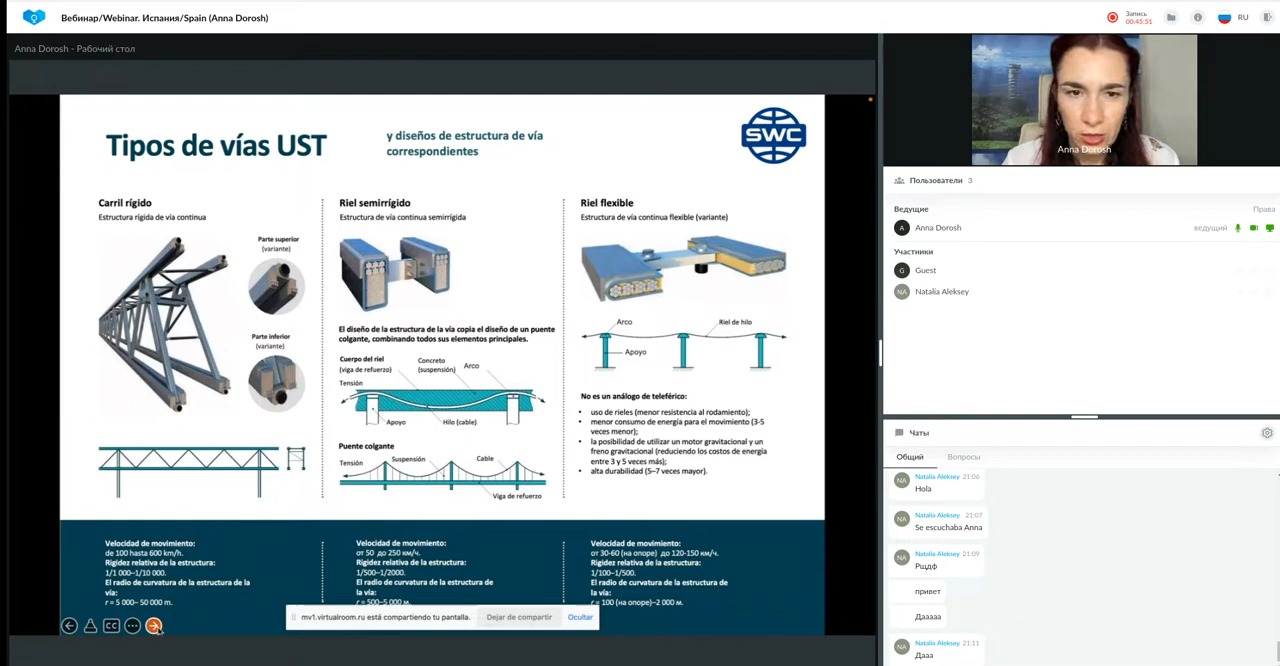 Вебинар/Webinar. Испания/Spain (Anna Dorosh)
Запись
00:45:51
RU
Anna Dorosh - Рабочий стол
Tipos de vías UST
y diseños de estructura de vía
correspondientes
SWC
Carril rígido
Estructura rígida de vía continua
Parte superior
(variante)
Parte inferior
(variante)
Riel semirrígido
Estructura de vía continua semirrígida
El diseño de la estructura de la vía copia el diseño de un puente
colgante, combinando todos sus elementos principales.
Cuerpo del riel
(viga de refuerzo)
Concreto
(suspensión)
Arco
Tensión
Apoyo
Hilo (cable)
Puente colgante
Tensión
Suspensión
Cable
Viga de refuerzo
Riel flexible
Estructura de vía continua flexible (variante)
Arco
Riel de hilo
Apoyo
No es un análogo de teleférico:
• uso de rieles (menor resistencia al rodamiento);
• menor consumo de energía para el movimiento (3-5
veces menor);
• la posibilidad de utilizar un motor gravitacional y un
freno gravitacional (reduciendo los costos de energía
entre 3 y 5 veces más);
• alta durabilidad (5–7 veces mayor).
Velocidad de movimiento:
de 100 hasta 600 km/h.
Rigidez relativa de la estructura:
1/1 000–1/10 000.
El radio de curvatura de la estructura de la
vía:
r = 5 000– 50 000 m.
Velocidad de movimiento:
от 50 до 250 км/ч.
Rigidez relativa de la estructura:
1/500–1/2000.
El radio de curvatura de la estructura de
la vía:
r = 500–5 000 м.
Velocidad de movimiento:
от 30-60 (на опоре) до 120-150 км/ч.
Rigidez relativa de la estructura:
1/100–1/500.
El radio de curvatura de la estructura de
la vía:
r = 100 (на опоре)–2 000 м.
CC
mv1.virtualroom.ru está compartiendo tu pantalla.
Dejar de compartir
Ocultar
Anna Dorosh
Пользователи 3
Ведущие
Права
A
Anna Dorosh
ведущий
Участники
G
Guest
NA
Natalia Aleksey
Чаты
Общий
Вопросы
NA
Natalia Aleksey 21:06
Hola
NA
Natalia Aleksey 21:07
Se escuchaba Anna
NA
Natalia Aleksey 21:09
Рщдф
привет
Дааааа
NA
Natalia Aleksey 21:11
Дааа